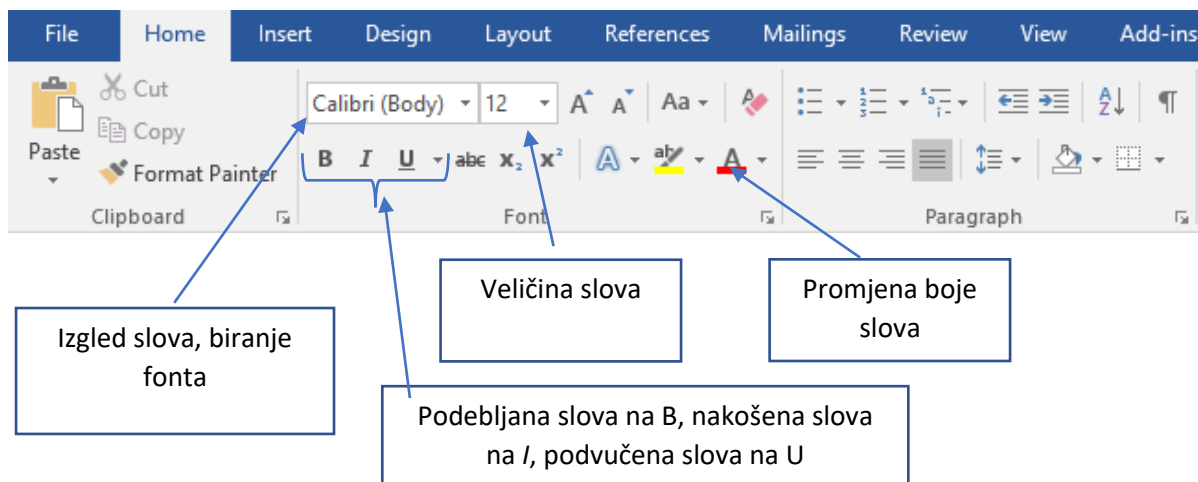 File Home Insert Design Layout References Mailings Review View Add-ins
Cut
Calibri (Body) 12 A A Aa
Copy
Paste
Format Painter
B I U abc X₂ X² A ab A
Clipboard Font Paragraph
Veličina slova
Promjena boje
slova
Izgled slova, biranje
fonta
Podebljana slova na B, nakošena slova
na I, podvučena slova na U